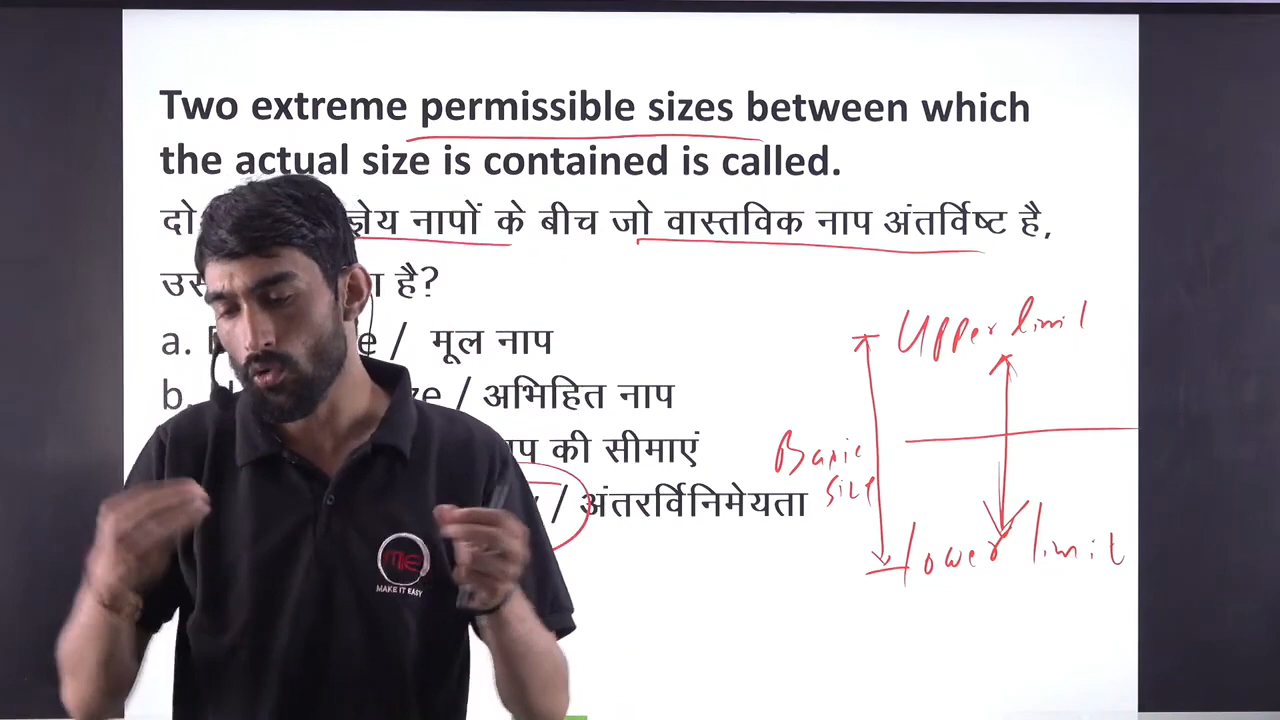 Two extreme permissible sizes between which
the actual size is contained is called.
दो नापों के बीच जो वास्तविक नाप अंतर्विष्ट है,
है?
a. / मूल नाप
b. / अभिहित नाप
की सीमाएं
/ अंतरर्विनिमेयता
Upper limit
Basic
size
lower limit
MIE
MAKE IT EASY